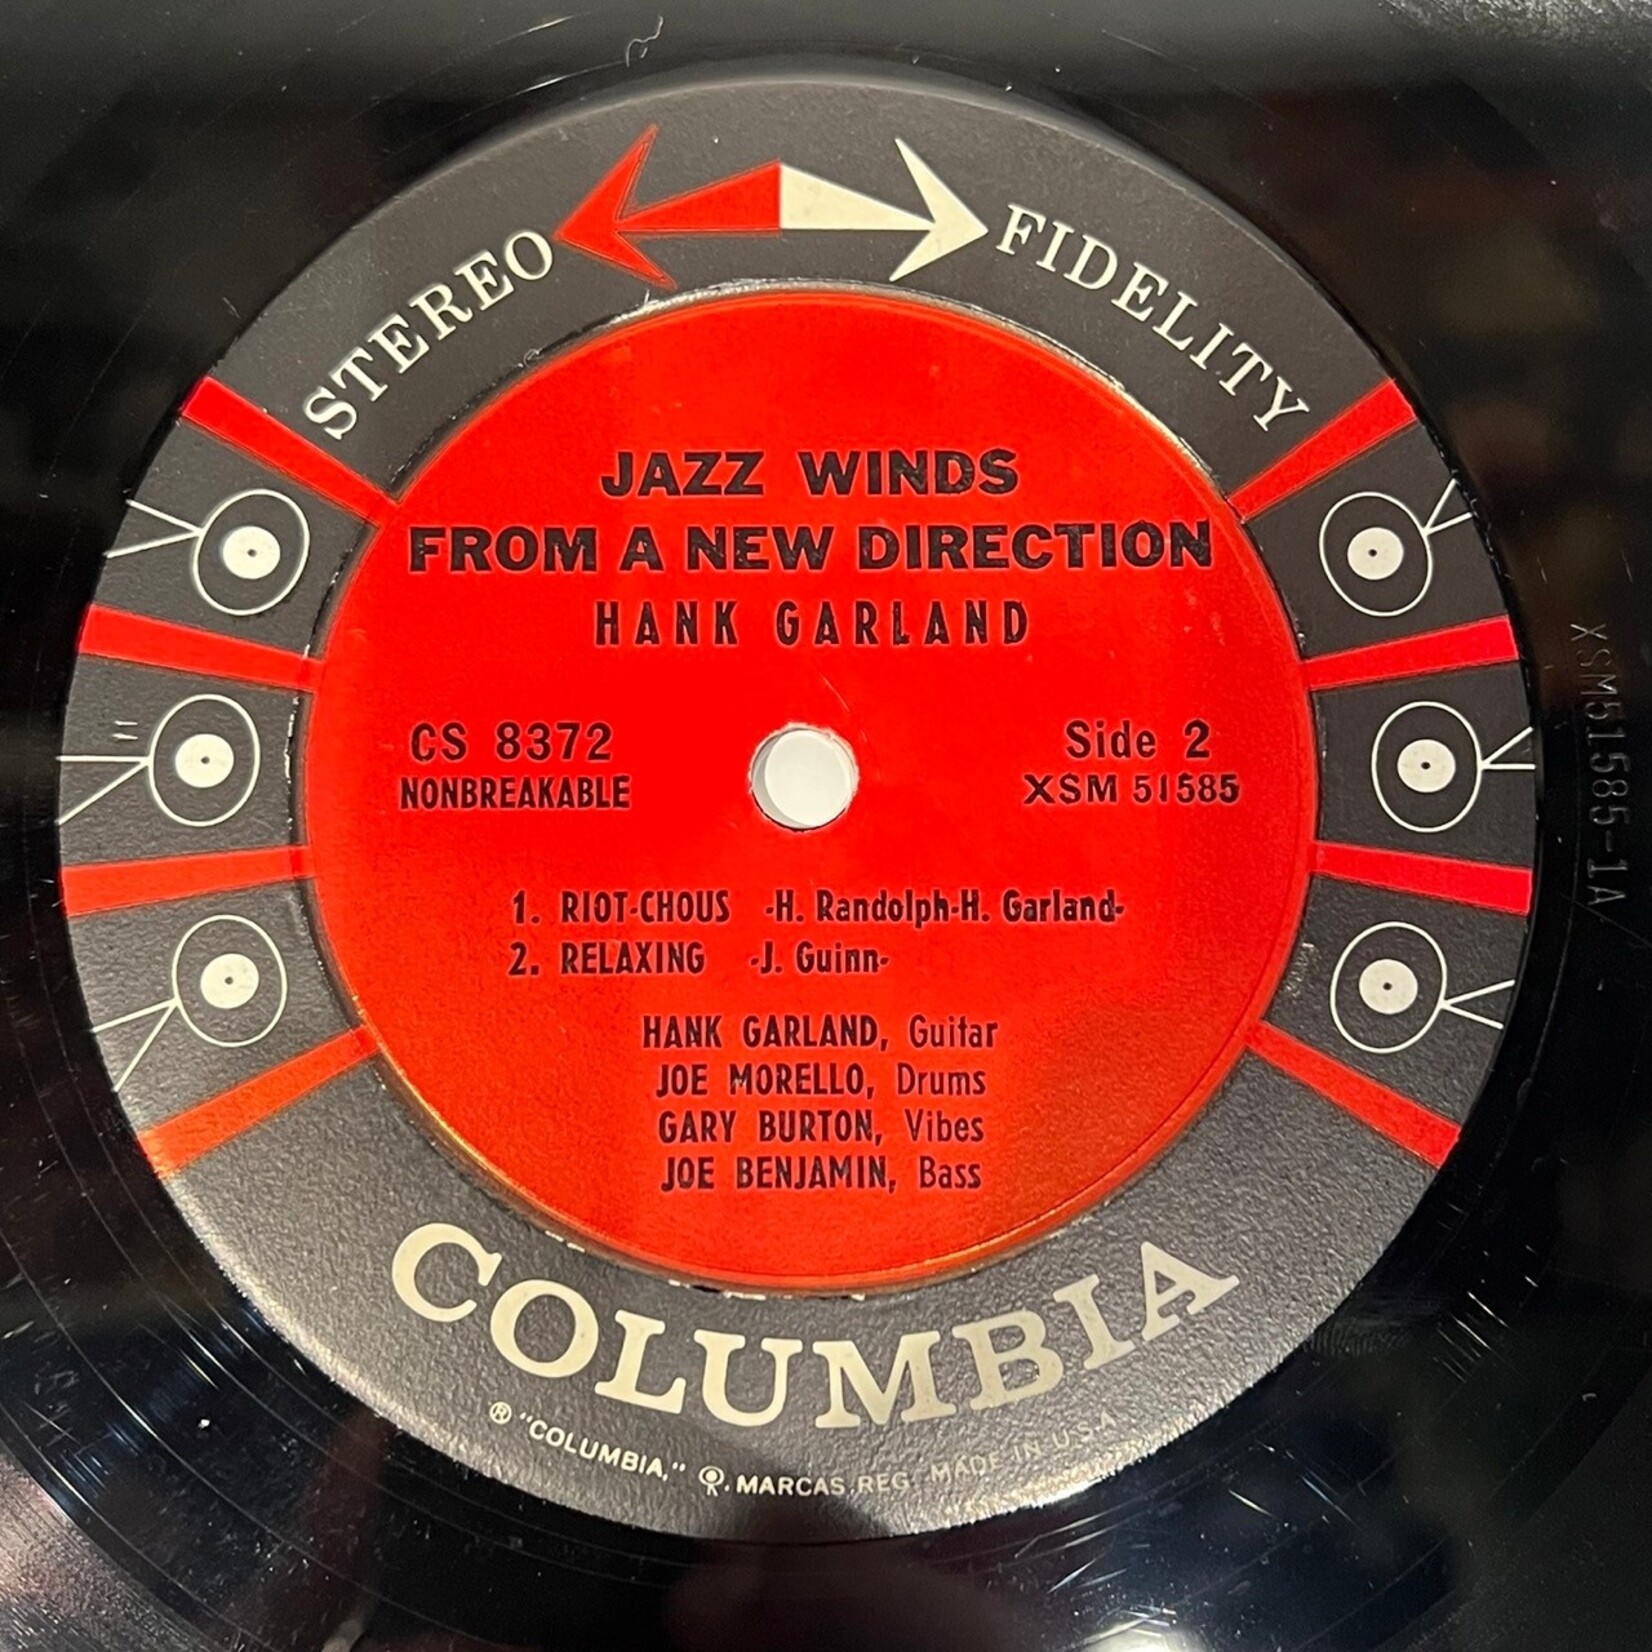 STEREO FIDELITY
JAZZ WINDS
FROM A NEW DIRECTION
HANK GARLAND
CS 8372
NONBREAKABLE
Side 2
XSM 51585
1. RIOT-CHOUS -H. Randolph-H. Garland-
2. RELAXING -J. Guinn-
HANK GARLAND, Guitar
JOE MORELLO, Drums
GARY BURTON, Vibes
JOE BENJAMIN, Bass
COLUMBIA
® "COLUMBIA," MARCAS REG. MADE IN U.S.A.
XSM51585-1A